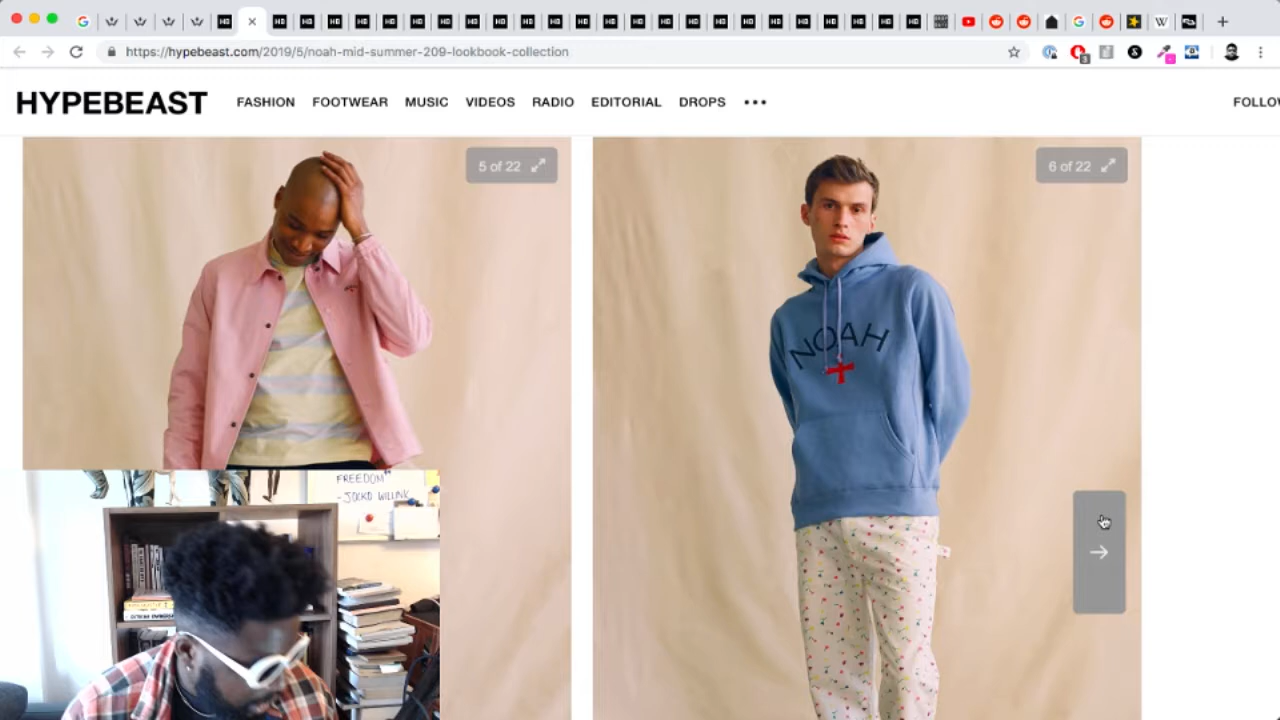 https://hypebeast.com/2019/5/noah-mid-summer-209-lookbook-collection
HYPEBEAST
FASHION FOOTWEAR MUSIC VIDEOS RADIO EDITORIAL DROPS •••
FOLLOW
5 of 22
6 of 22
NOAH
FREEDOM"
- JOCKO WILLINK